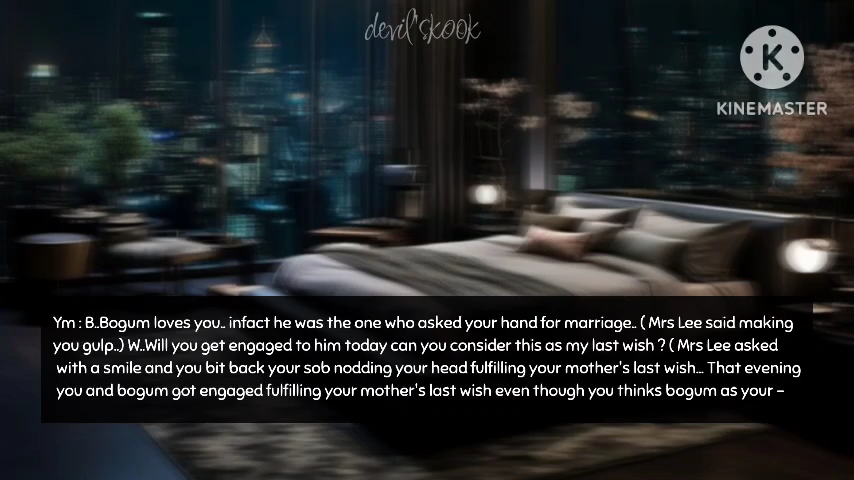 devil'skook
KINEMASTER
Ym : B..Bogum loves you.. infact he was the one who asked your hand for marriage.. ( Mrs Lee said making
you gulp..) W..Will you get engaged to him today can you consider this as my last wish ? ( Mrs Lee asked
with a smile and you bit back your sob nodding your head fulfilling your mother's last wish... That evening
you and bogum got engaged fulfilling your mother's last wish even though you thinks bogum as your -